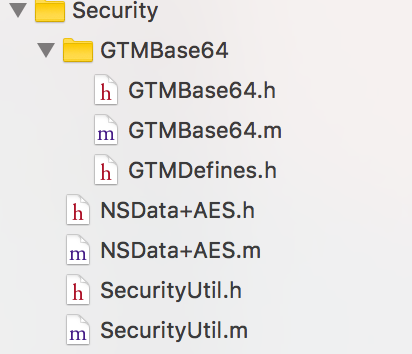 Security
GTMBase64
h GTMBase64.h
m GTMBase64.m
h GTMDefines.h
h NSData+AES.h
m NSData+AES.m
h SecurityUtil.h
m SecurityUtil.m